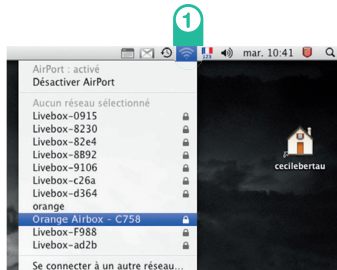 1
123 mar. 10:41
AirPort : activé
Désactiver AirPort
Aucun réseau sélectionné
Livebox-0915
Livebox-8230
Livebox-82e4
Livebox-8B92
Livebox-9106
Livebox-c26a
Livebox-d364
orange
Orange Airbox - C758
Livebox-F988
Livebox-ad2b
Se connecter à un autre réseau...
cecilebertau